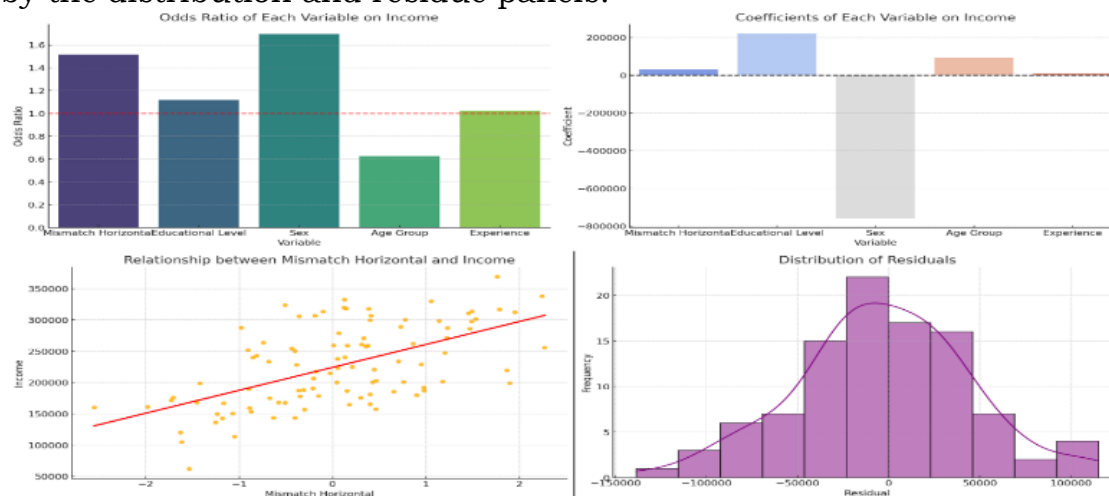 by the distribution and residue panels.
Odds Ratio of Each Variable on Income
1.6
1.4
1.2
1.0
0.8
0.6
0.4
0.2
0.0
Odds Ratio
Mismatch Horizontal Educational Level Sex Age Group Experience
Variable
Coefficients of Each Variable on Income
200000
0
−200000
−400000
−600000
−800000
Coefficient
Mismatch Horizontal Educational Level Sex Age Group Experience
Variable
Relationship between Mismatch Horizontal and Income
350000
300000
250000
200000
150000
100000
50000
Income
−2 −1 0 1 2
Mismatch Horizontal
Distribution of Residuals
20
15
10
5
0
Frequency
−150000 −100000 −50000 0 50000 100000
Residual